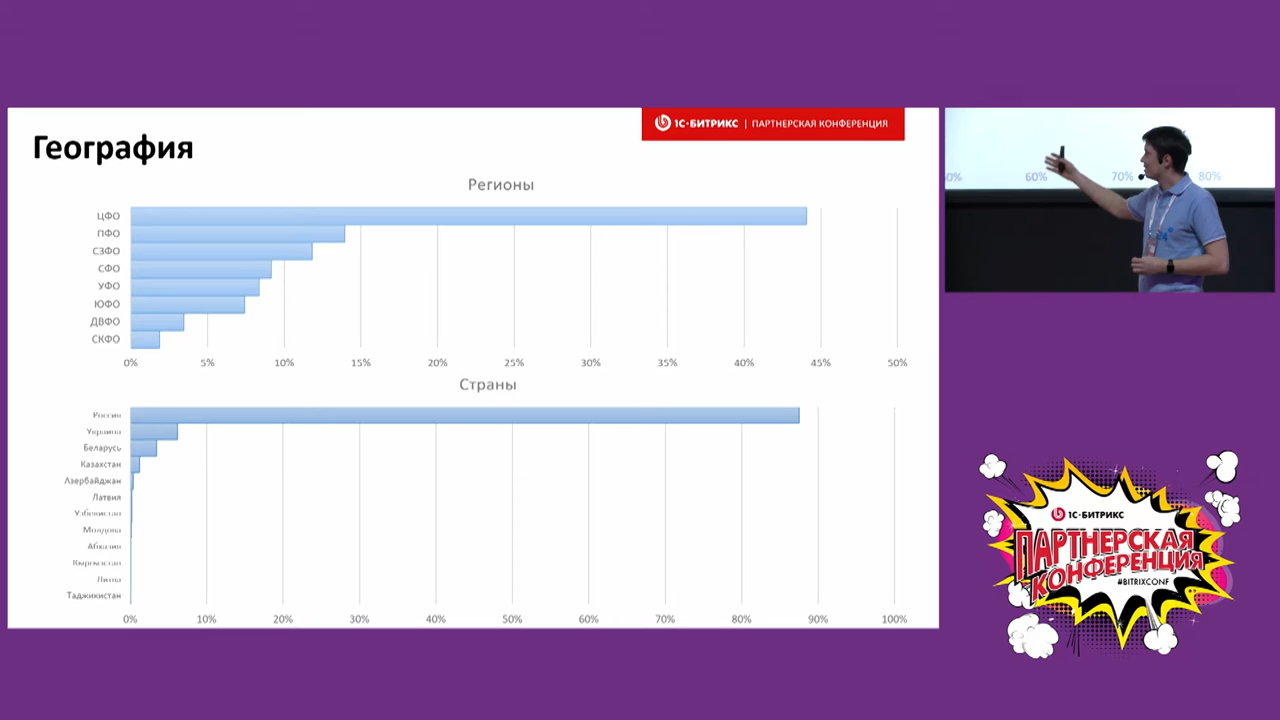 География
1С·БИТРИКС | ПАРТНЕРСКАЯ КОНФЕРЕНЦИЯ
Регионы
ЦФО
ПФО
СЗФО
СФО
УФО
ЮФО
ДВФО
СКФО
0% 5% 10% 15% 20% 25% 30% 35% 40% 45% 50%
Страны
Россия
Украина
Беларусь
Казахстан
Азербайджан
Латвия
Узбекистан
Молдова
Абхазия
Кыргызстан
Литва
Таджикистан
0% 10% 20% 30% 40% 50% 60% 70% 80% 90% 100%
60% 70% 80%
1С·БИТРИКС
ПАРТНЕРСКАЯ
КОНФЕРЕНЦИЯ
#BITRIXCONF